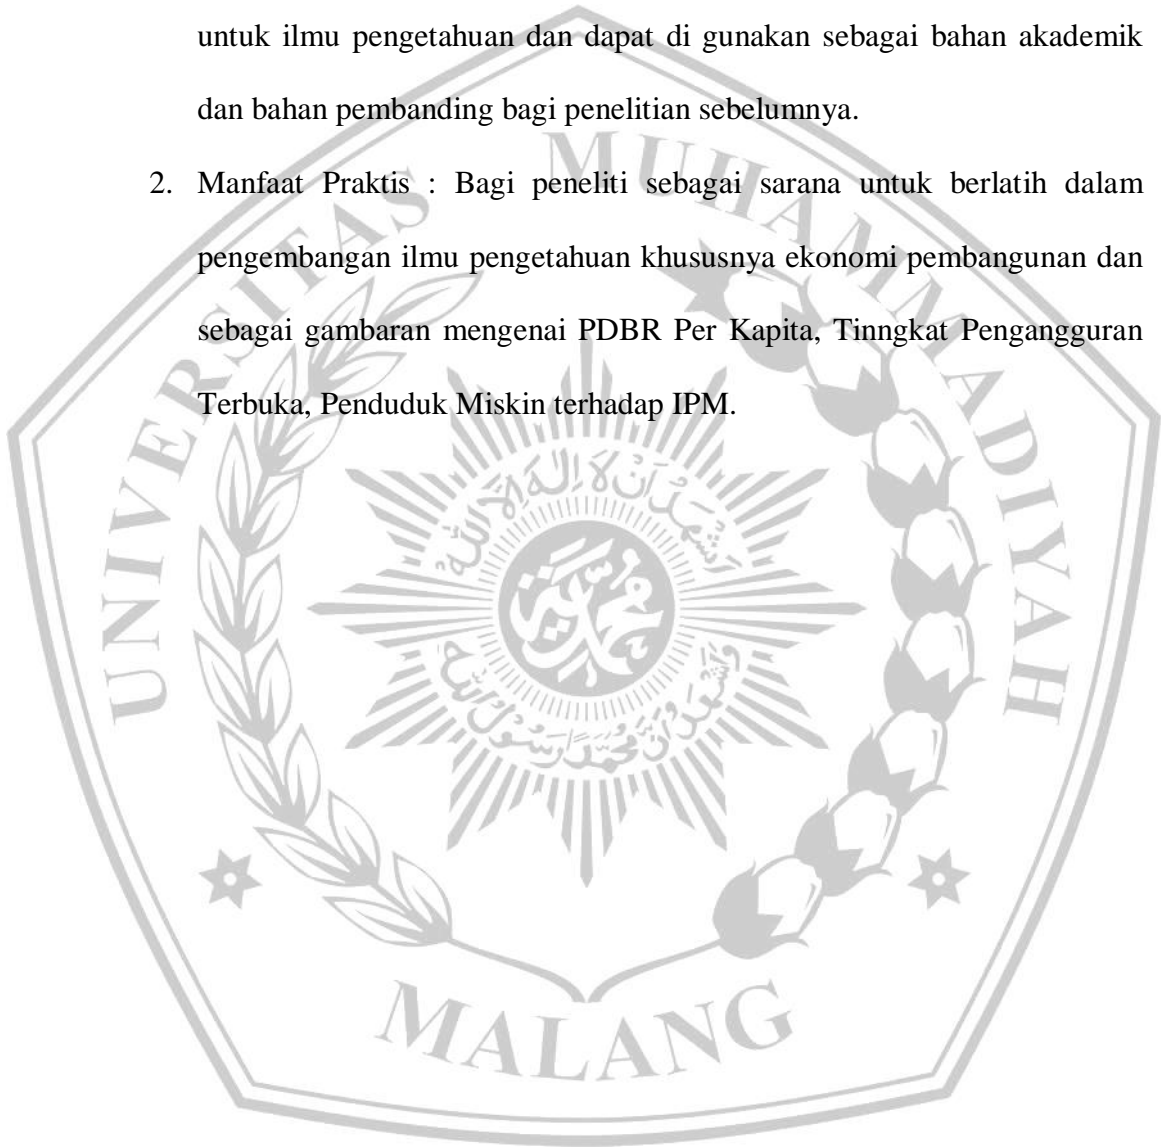 untuk ilmu pengetahuan dan dapat di gunakan sebagai bahan akademik
dan bahan pembanding bagi penelitian sebelumnya.
2. Manfaat Praktis : Bagi peneliti sebagai sarana untuk berlatih dalam
pengembangan ilmu pengetahuan khususnya ekonomi pembangunan dan
sebagai gambaran mengenai PDBR Per Kapita, Tinngkat Pengangguran
Terbuka, Penduduk Miskin terhadap IPM.
UNIVERSITAS MUHAMMADIYAH
MALANG